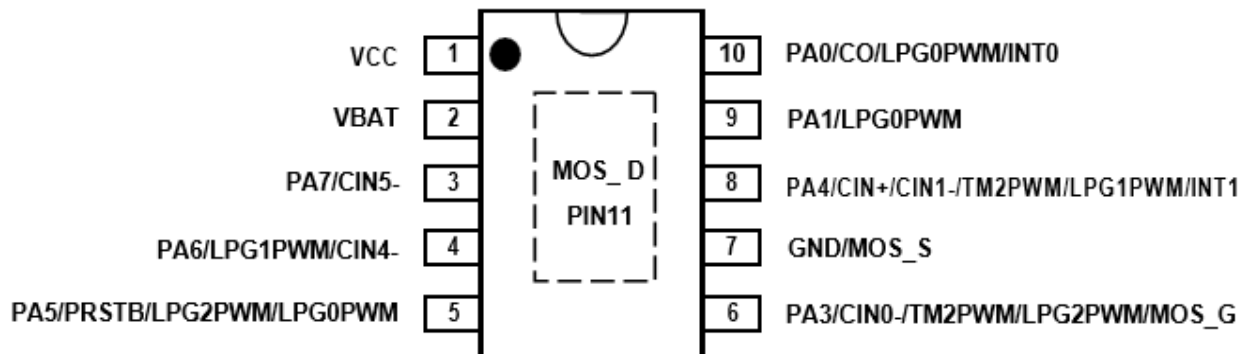 VCC 1 10 PA0/CO/LPG0PWM/INT0
VBAT 2 9 PA1/LPG0PWM
PA7/CIN5- 3 MOS_ D 8 PA4/CIN+/CIN1-/TM2PWM/LPG1PWM/INT1
PIN11
PA6/LPG1PWM/CIN4- 4 7 GND/MOS_S
PA5/PRSTB/LPG2PWM/LPG0PWM 5 6 PA3/CIN0-/TM2PWM/LPG2PWM/MOS_G